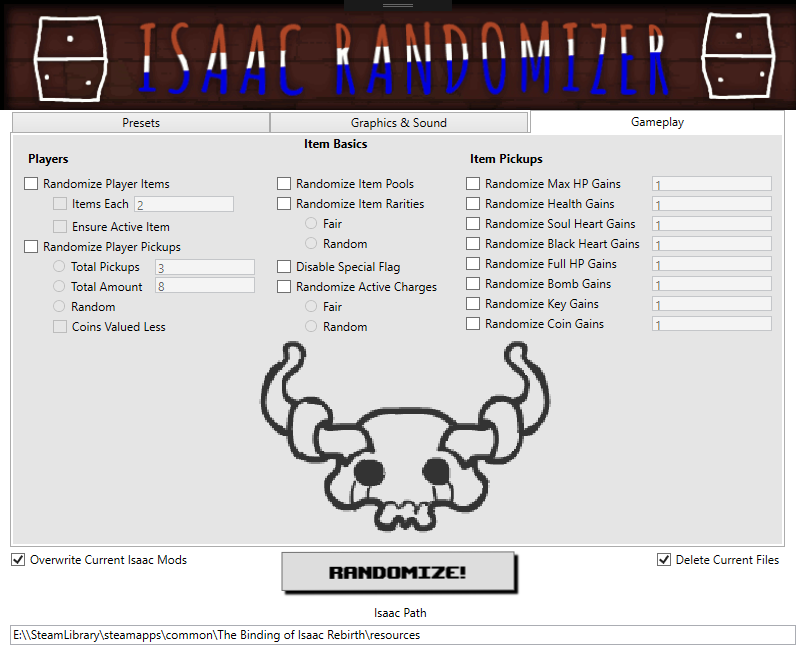 ISAAC RANDOMIZER
Presets
Graphics & Sound
Gameplay
Players
Randomize Player Items
Items Each 2
Ensure Active Item
Randomize Player Pickups
Total Pickups 3
Total Amount 8
Random
Coins Valued Less
Item Basics
Randomize Item Pools
Randomize Item Rarities
Fair
Random
Disable Special Flag
Randomize Active Charges
Fair
Random
Item Pickups
Randomize Max HP Gains 1
Randomize Health Gains 1
Randomize Soul Heart Gains 1
Randomize Black Heart Gains 1
Randomize Full HP Gains 1
Randomize Bomb Gains 1
Randomize Key Gains 1
Randomize Coin Gains 1
Overwrite Current Isaac Mods
RANDOMIZE!
Delete Current Files
Isaac Path
E:\\SteamLibrary\steamapps\common\The Binding of Isaac Rebirth\resources